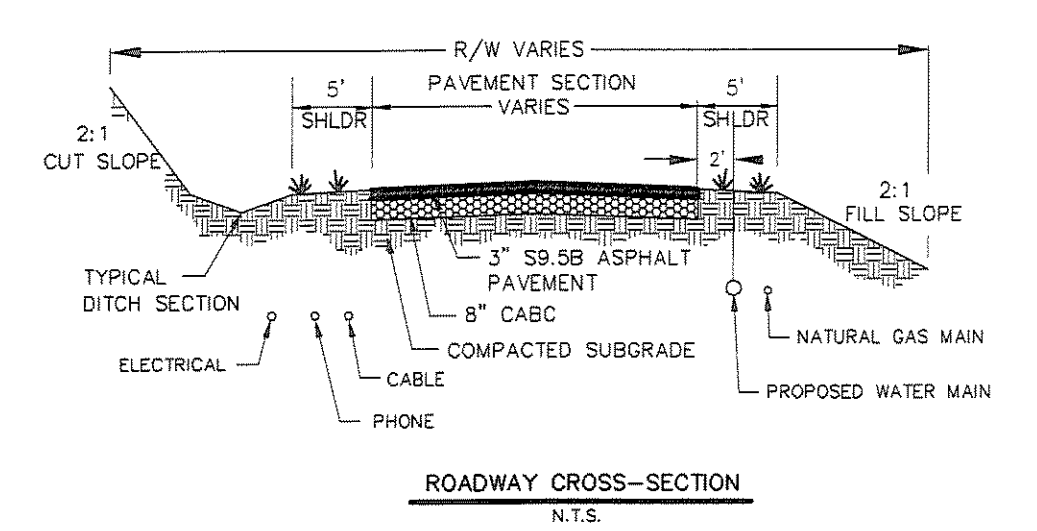 R/W VARIES
5'
PAVEMENT SECTION
5'
SHLDR
VARIES
SHLDR
2:1
CUT SLOPE
2'
2:1
FILL SLOPE
3" S9.5B ASPHALT
PAVEMENT
TYPICAL
DITCH SECTION
8" CABC
NATURAL GAS MAIN
COMPACTED SUBGRADE
ELECTRICAL
CABLE
PROPOSED WATER MAIN
PHONE
ROADWAY CROSS-SECTION
N.T.S.